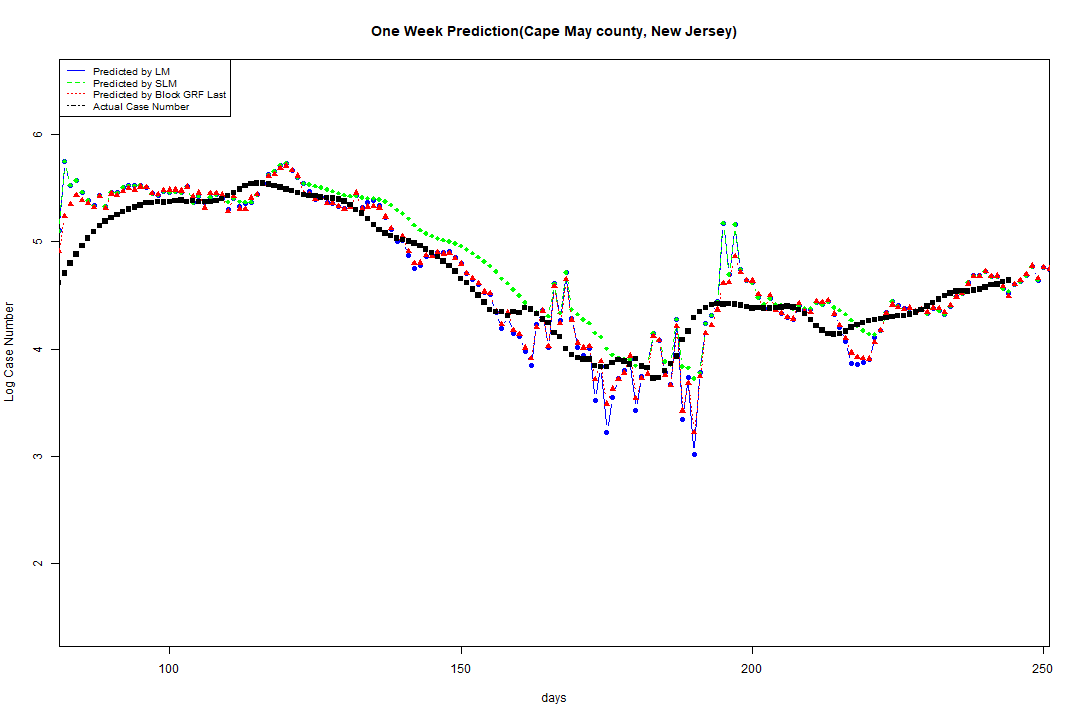 One Week Prediction(Cape May county, New Jersey)
Predicted by LM
Predicted by SLM
Predicted by Block GRF Last
Actual Case Number
6
5
4
3
2
Log Case Number
100 150 200 250
days